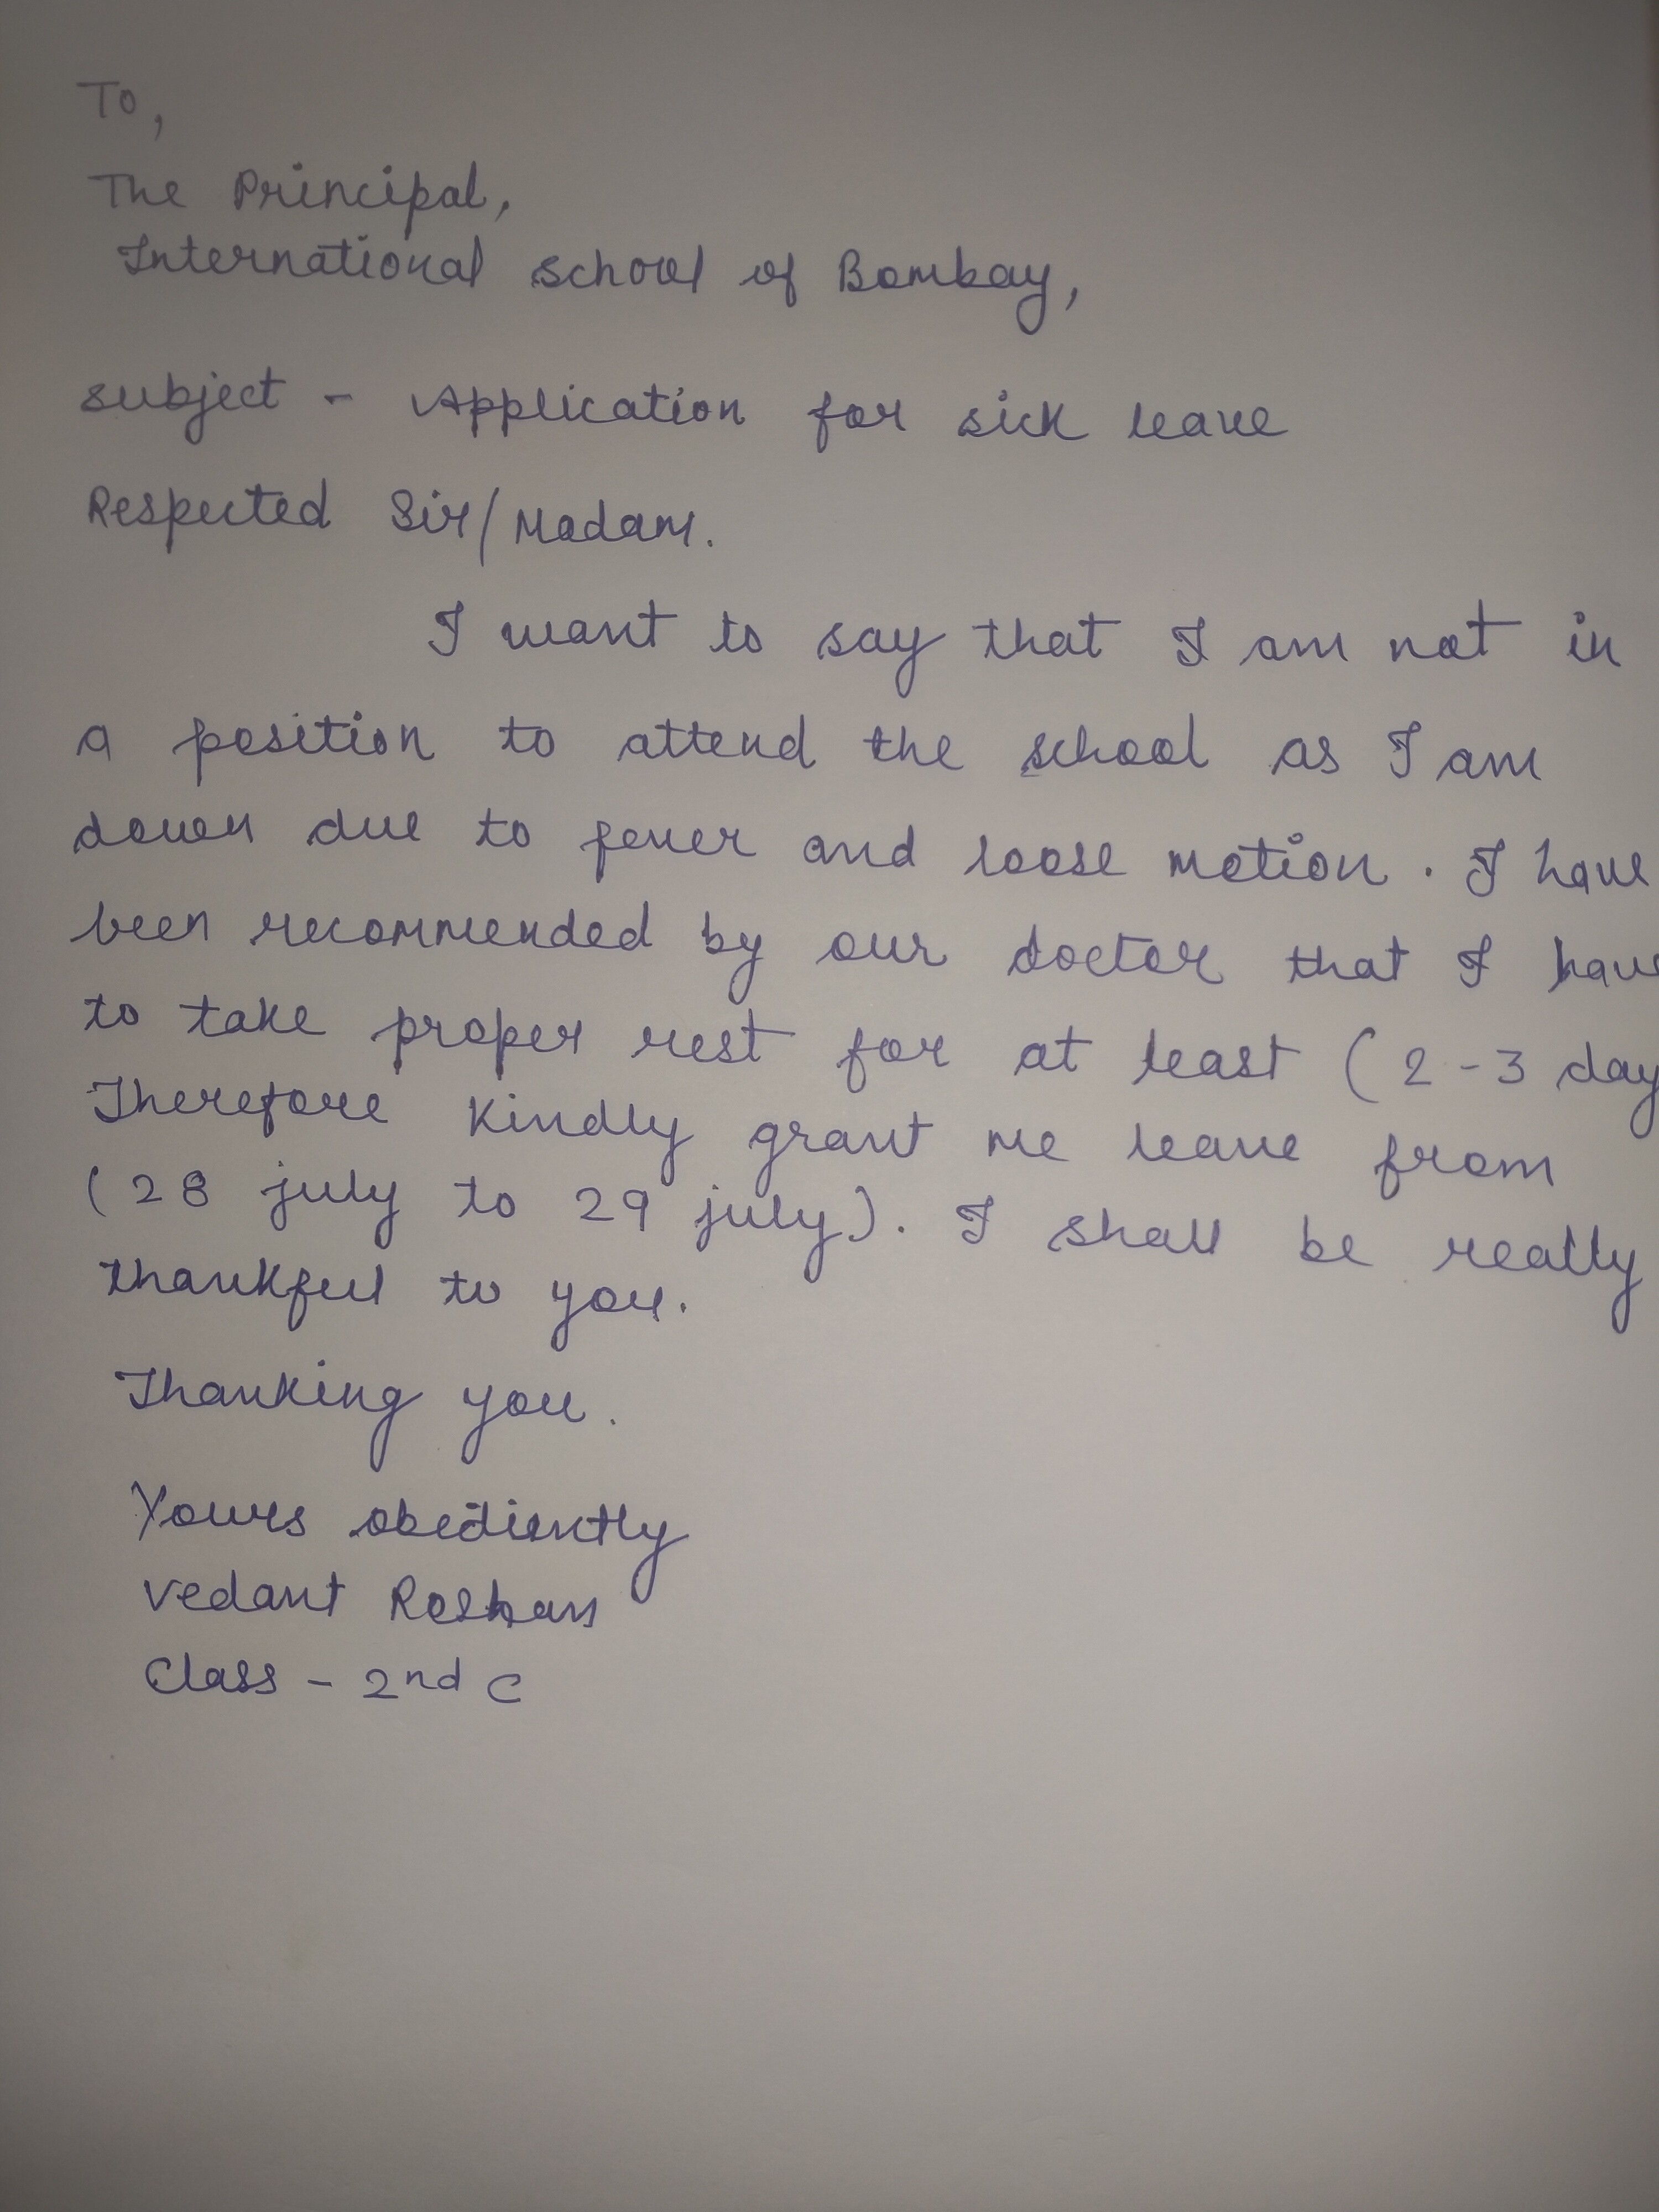 To,
The Principal,
International school of Bombay,
subject - Application for sick leave
Respected Sir/Madam.
I want to say that I am not in
a position to attend the school as I am
down due to fever and loose motion. I have
been recommended by our doctor that I have
to take proper rest for at least (2-3 day
Therefore kindly grant me leave from
(28 july to 29 july). I shall be really
thankful to you.
Thanking you.
Yours obediently
Vedant Roshan
Class - 2nd C